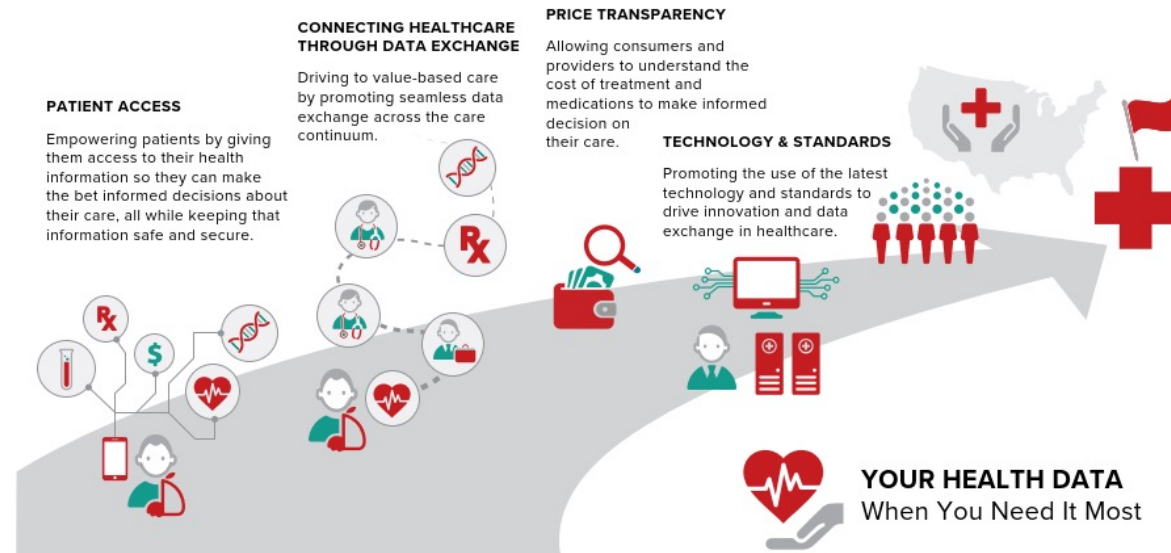 PATIENT ACCESS
Empowering patients by giving
them access to their health
information so they can make
the bet informed decisions about
their care, all while keeping that
information safe and secure.
CONNECTING HEALTHCARE
THROUGH DATA EXCHANGE
Driving to value-based care
by promoting seamless data
exchange across the care
continuum.
PRICE TRANSPARENCY
Allowing consumers and
providers to understand the
cost of treatment and
medications to make informed
decision on
their care.
TECHNOLOGY & STANDARDS
Promoting the use of the latest
technology and standards to
drive innovation and data
exchange in healthcare.
Rx
$
Rx
YOUR HEALTH DATA
When You Need It Most